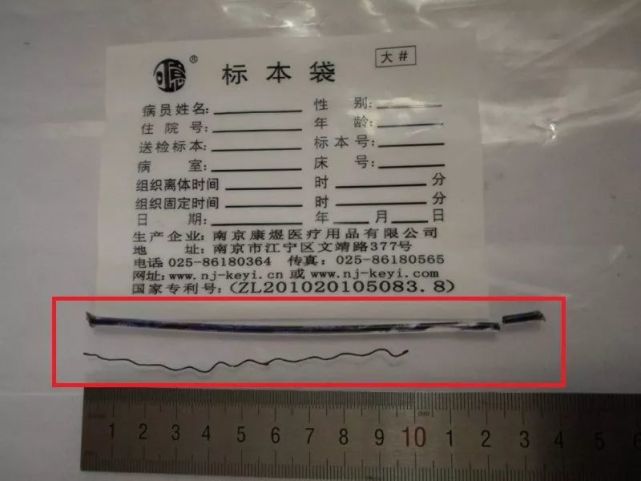 ® 标本袋 大#
病员姓名: 性 别:
住 院 号: 年 龄:
送检标本: 标 本 号:
病 室: 床 号:
组织离体时间 时 分
组织固定时间 时 分
日 期: 年 月 日
生产企业: 南京康煜医疗用品有限公司
地 址: 南京市江宁区文靖路377号
电话: 025-86180364 传真: 025-86180565
网址: www.nj-keyi.cn 或 www.nj-keyi.com
国家专利号: (ZL201020105083.8)
1 2 3 4 5 6 7 8 9 10 1 2 3 4 5